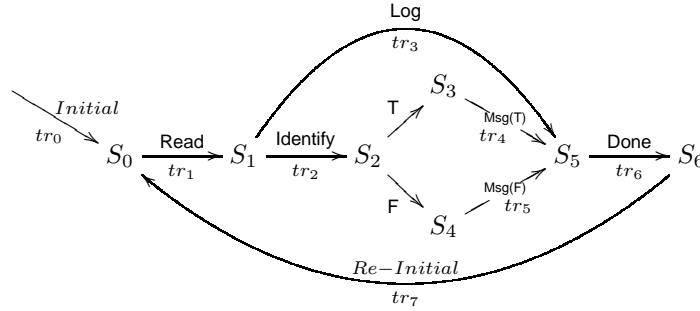 Log
tr₃
Initial
tr₀
S₃
T
Msg(T)
tr₄
S₀
Read
tr₁
S₁
Identify
tr₂
S₂
S₅
Done
tr₆
S₆
F
Msg(F)
tr₅
S₄
Re−Initial
tr₇